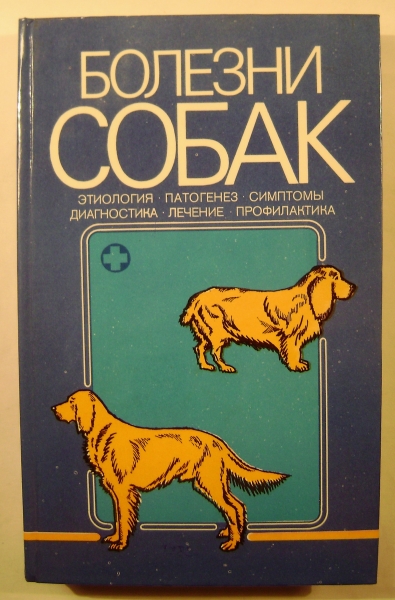 БОЛЕЗНИ
СОБАК
ЭТИОЛОГИЯ · ПАТОГЕНЕЗ · СИМПТОМЫ
ДИАГНОСТИКА · ЛЕЧЕНИЕ · ПРОФИЛАКТИКА